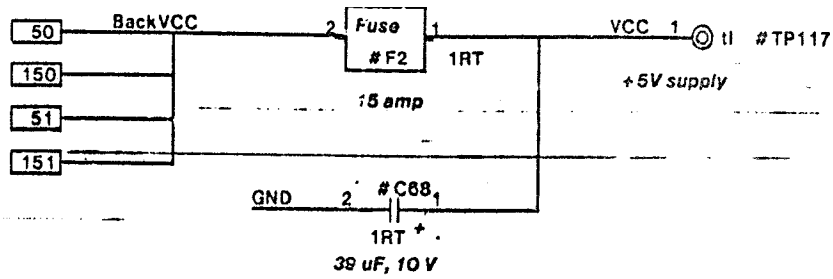 50 BackVCC 2 Fuse 1 VCC 1 tl #TP117
#F2 1RT
150
15 amp +5V supply
51
151
GND 2 #C68 1
1RT +
39 uF, 10 V